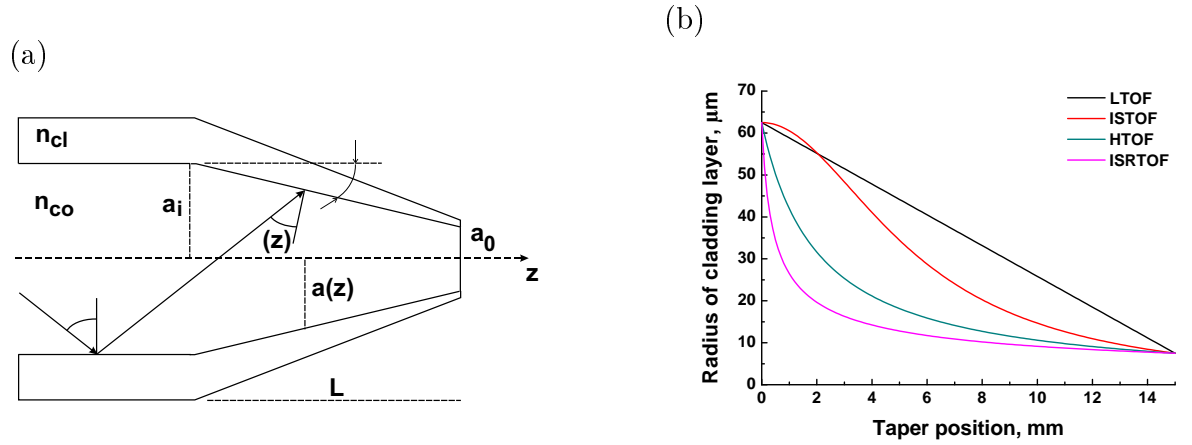 (a)
n_cl
n_co
a_i
(z)
a_0
z
a(z)
L
(b)
Radius of cladding layer, μm
70
60
50
40
30
20
10
0
0 2 4 6 8 10 12 14
Taper position, mm
LTOF
ISTOF
HTOF
ISRTOF